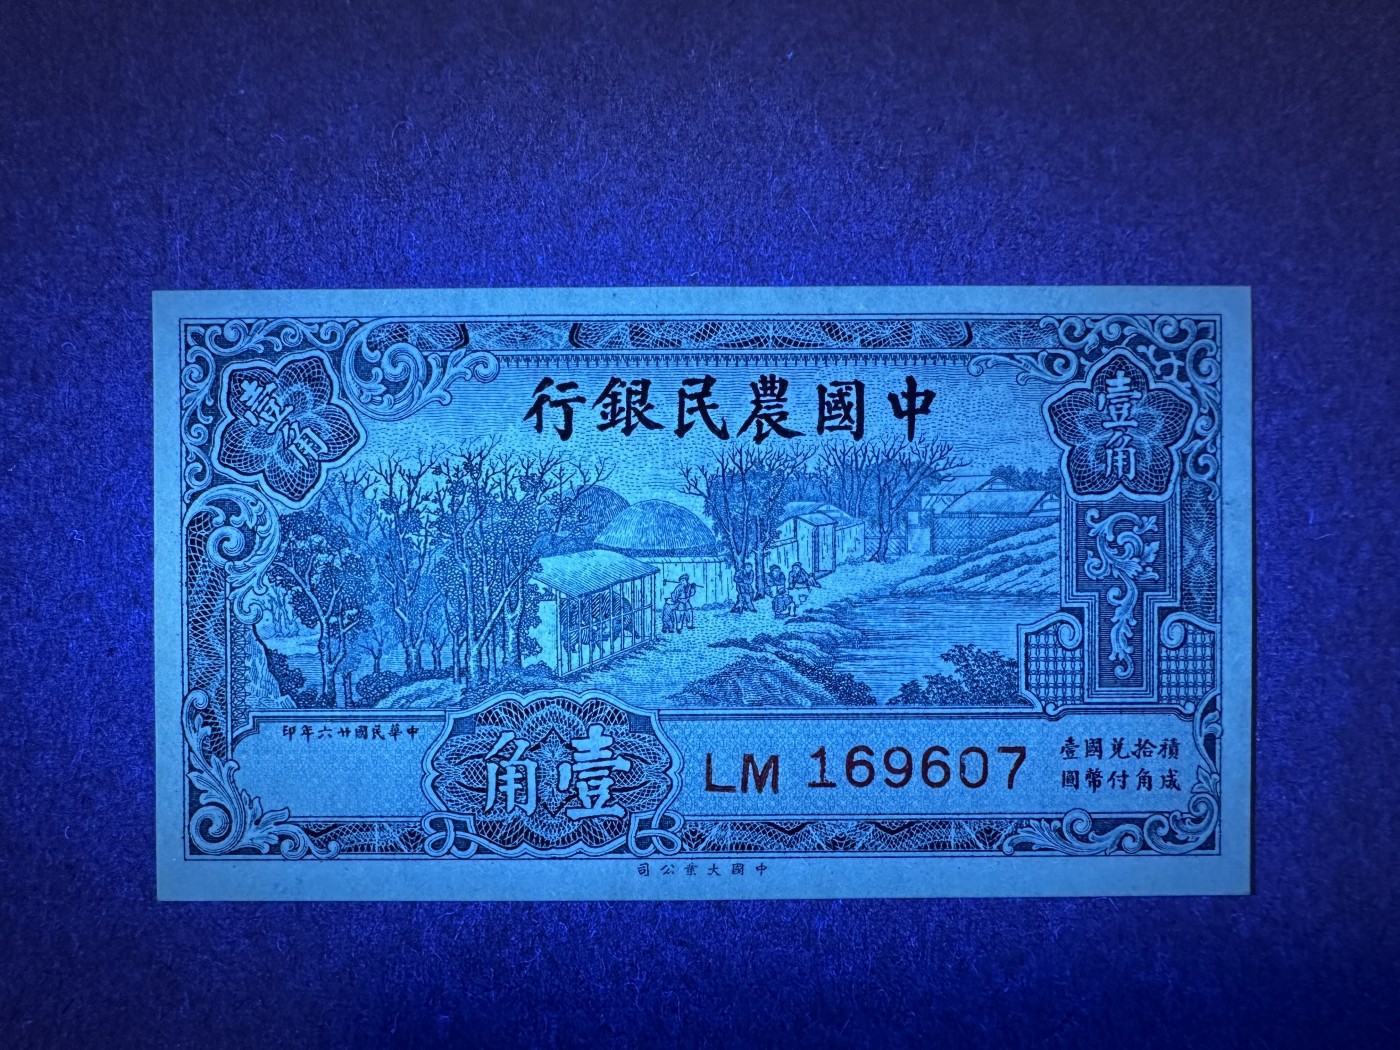 中國農民銀行
壹角
壹角
中華民國廿六年印
壹角
LM 169607
積成拾角兌付國幣壹圓
中國大業公司